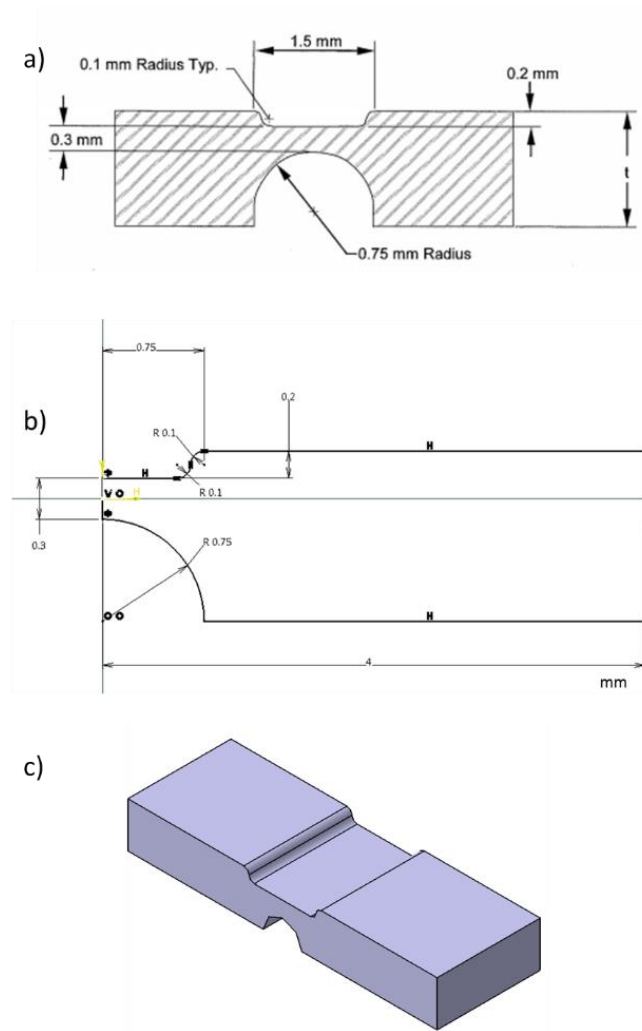 a)
1.5 mm
0.1 mm Radius Typ.
0.2 mm
0.3 mm
t
0.75 mm Radius
b)
0.75
0.2
R 0.1
H
H
R 0.1
V
H
0.3
R 0.75
H
4
mm
c)